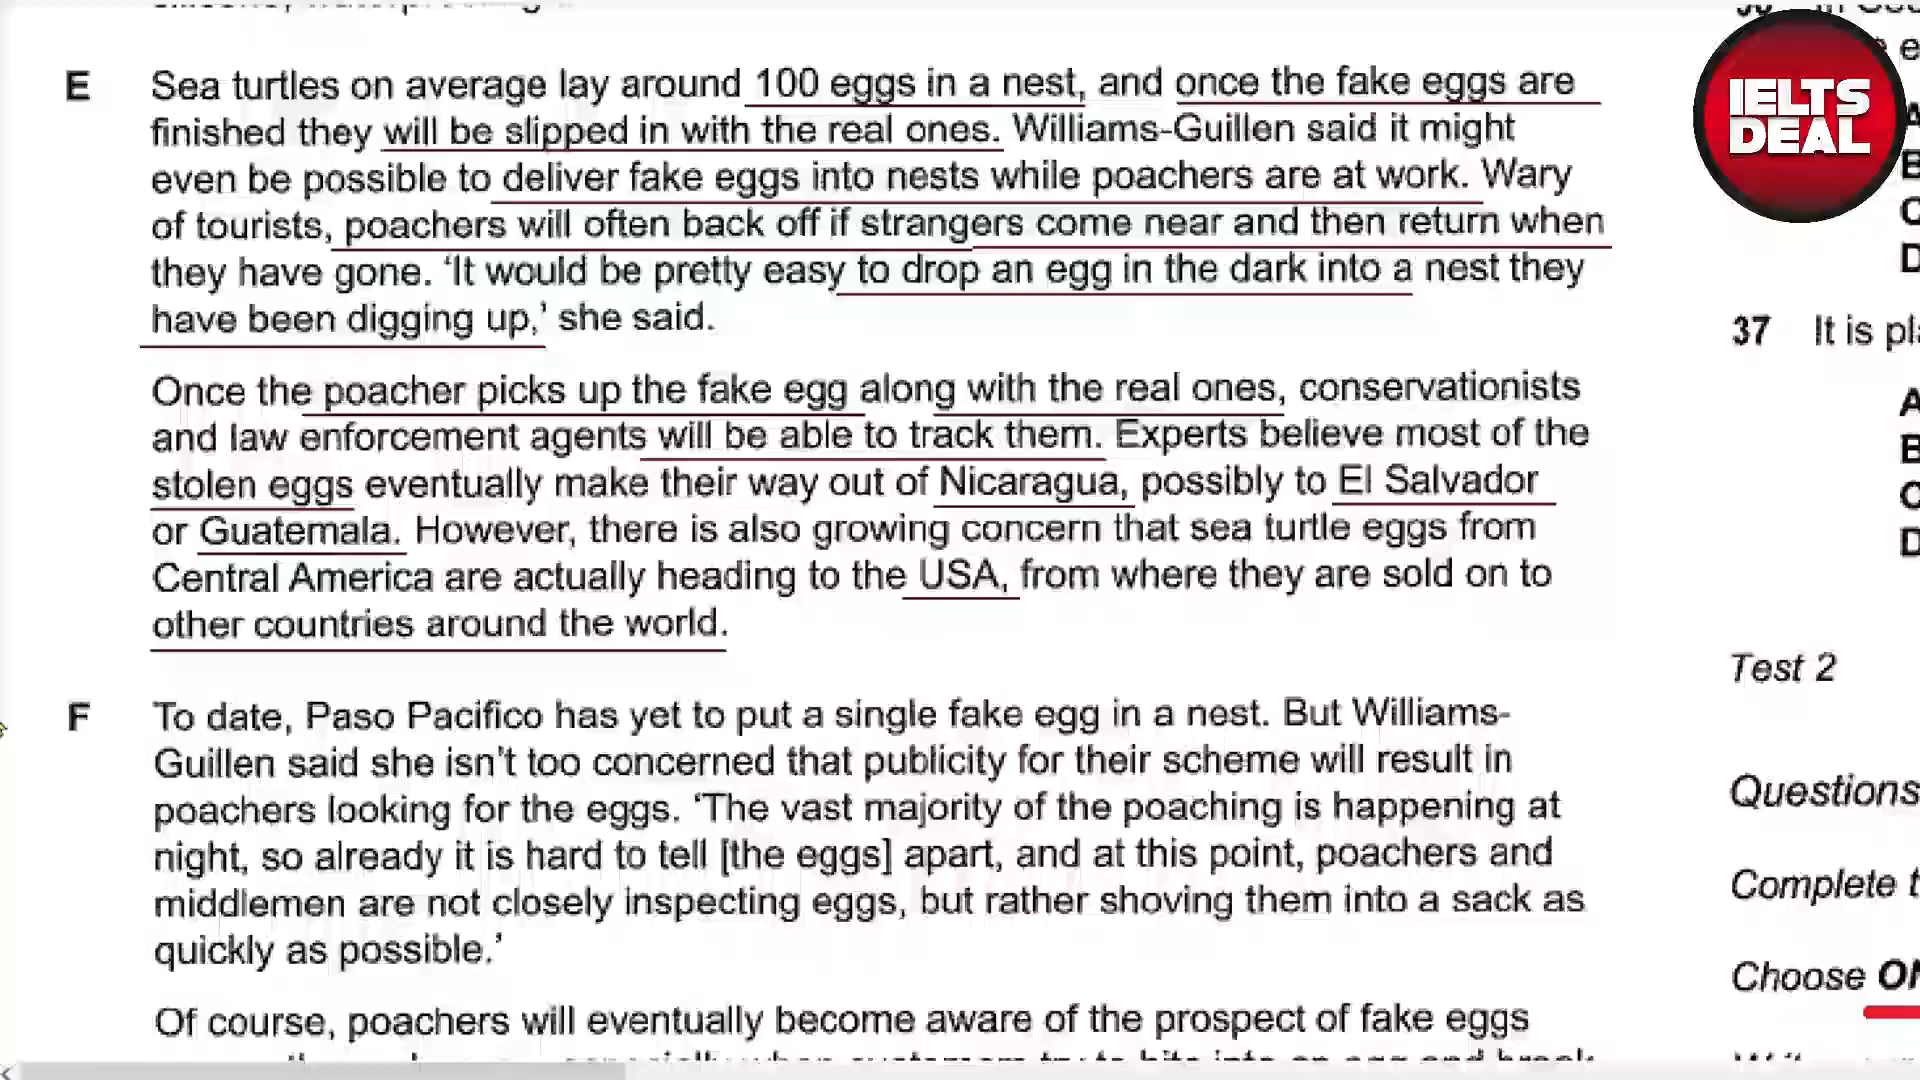 E Sea turtles on average lay around 100 eggs in a nest, and once the fake eggs are
finished they will be slipped in with the real ones. Williams-Guillen said it might
even be possible to deliver fake eggs into nests while poachers are at work. Wary
of tourists, poachers will often back off if strangers come near and then return when
they have gone. ‘It would be pretty easy to drop an egg in the dark into a nest they
have been digging up,’ she said.
Once the poacher picks up the fake egg along with the real ones, conservationists
and law enforcement agents will be able to track them. Experts believe most of the
stolen eggs eventually make their way out of Nicaragua, possibly to El Salvador
or Guatemala. However, there is also growing concern that sea turtle eggs from
Central America are actually heading to the USA, from where they are sold on to
other countries around the world.
F To date, Paso Pacifico has yet to put a single fake egg in a nest. But Williams-
Guillen said she isn't too concerned that publicity for their scheme will result in
poachers looking for the eggs. ‘The vast majority of the poaching is happening at
night, so already it is hard to tell [the eggs] apart, and at this point, poachers and
middlemen are not closely inspecting eggs, but rather shoving them into a sack as
quickly as possible.’
Of course, poachers will eventually become aware of the prospect of fake eggs
IELTS
DEAL
B
C
D
37 It is
A
B
C
D
Test 2
Questions
Complete
Choose